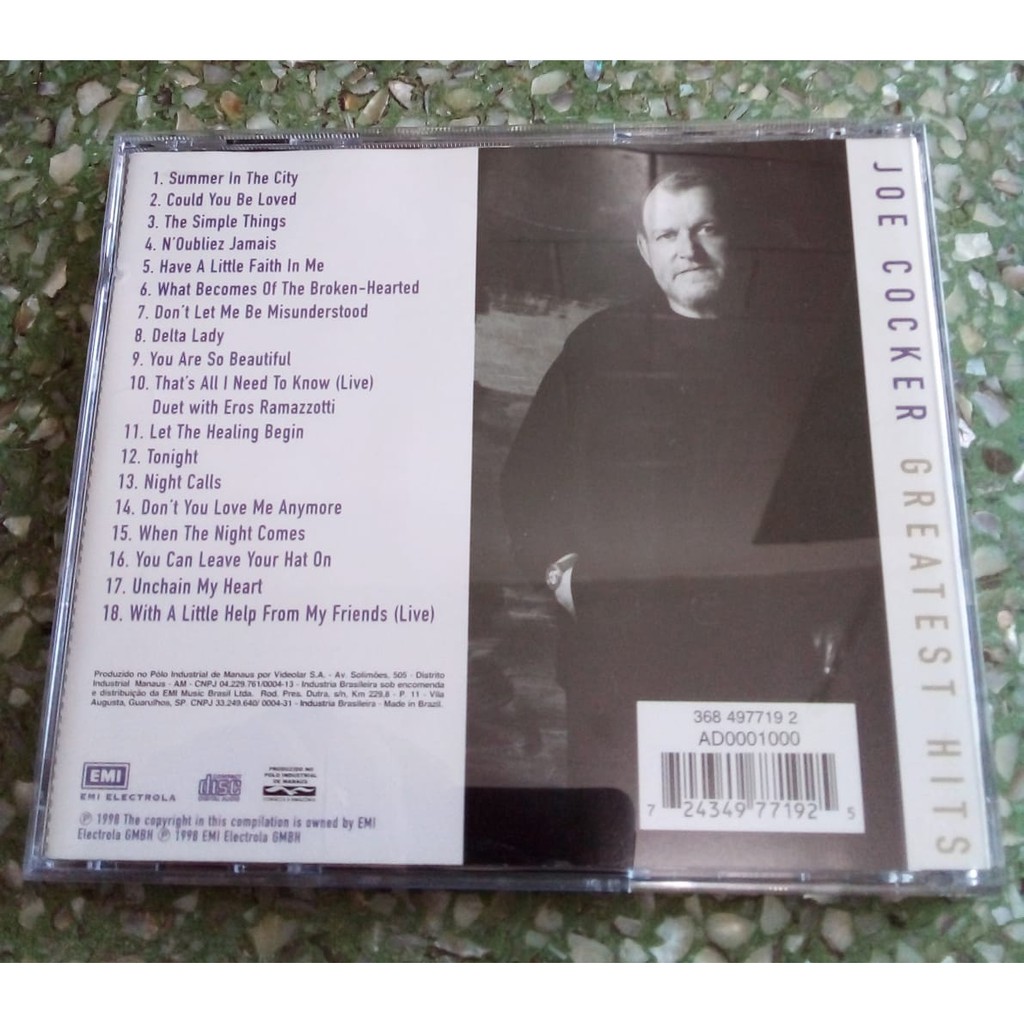 1. Summer In The City
2. Could You Be Loved
3. The Simple Things
4. N'Oubliez Jamais
5. Have A Little Faith In Me
6. What Becomes Of The Broken-Hearted
7. Don't Let Me Be Misunderstood
8. Delta Lady
9. You Are So Beautiful
10. That's All I Need To Know (Live)
Duet with Eros Ramazzotti
11. Let The Healing Begin
12. Tonight
13. Night Calls
14. Don't You Love Me Anymore
15. When The Night Comes
16. You Can Leave Your Hat On
17. Unchain My Heart
18. With A Little Help From My Friends (Live)
Produzido no Pólo Industrial de Manaus por Videolar S.A. - Av. Solimões, 505 - Distrito
Industrial Manaus - AM - CNPJ 04.229.761/0004-13 - Industria Brasileira sob encomenda
e distribuição da EMI Music Brasil Ltda. Rod. Pres. Dutra, s/n, Km 229,8 - P 11 - Vila
Augusta, Guarulhos, SP. CNPJ 33.249.640/ 0004-31 - Industria Brasileira - Made in Brazil.
EMI
EMI ELECTROLA
COMPACT
disc
DIGITAL AUDIO
PRODUZIDO NO
POLO INDUSTRIAL
DE MANAUS
℗ 1998 The copyright in this compilation is owned by EMI
Electrola GMBH ℗ 1998 EMI Electrola GMBH
368 497719 2
AD0001000
7 24349 77192 5
JOE COCKER GREATEST HITS